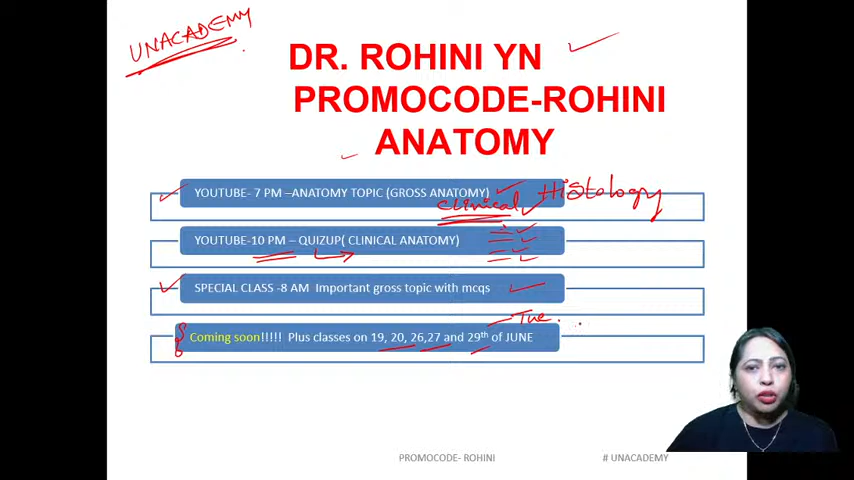 UNACADEMY
DR. ROHINI YN
PROMOCODE-ROHINI
ANATOMY
YOUTUBE- 7 PM –ANATOMY TOPIC (GROSS ANATOMY)
Histology
Clinical
YOUTUBE-10 PM – QUIZUP( CLINICAL ANATOMY)
SPECIAL CLASS -8 AM Important gross topic with mcqs
Tue
Coming soon!!!!! Plus classes on 19, 20, 26,27 and 29th of JUNE
PROMOCODE- ROHINI
# UNACADEMY